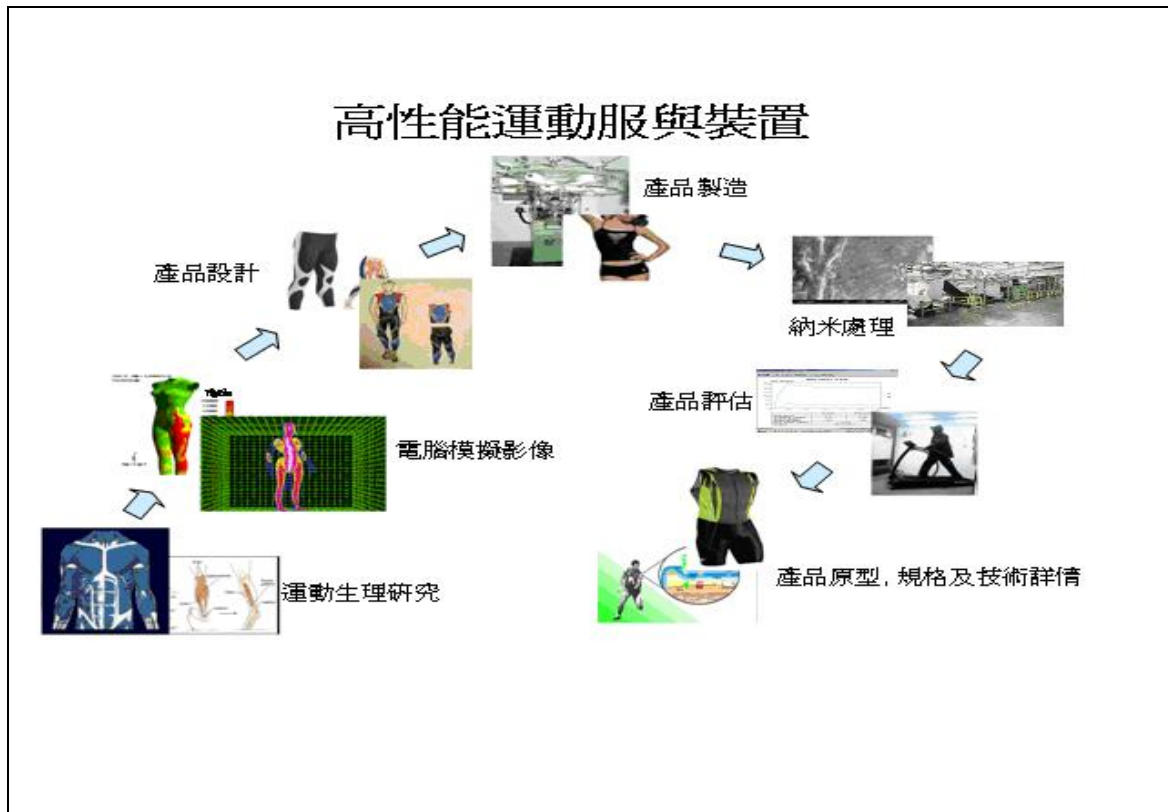 高性能運動服與裝置
產品製造
產品設計
納米處理
產品評估
電腦模擬影像
運動生理研究
產品原型, 規格及技術詳情